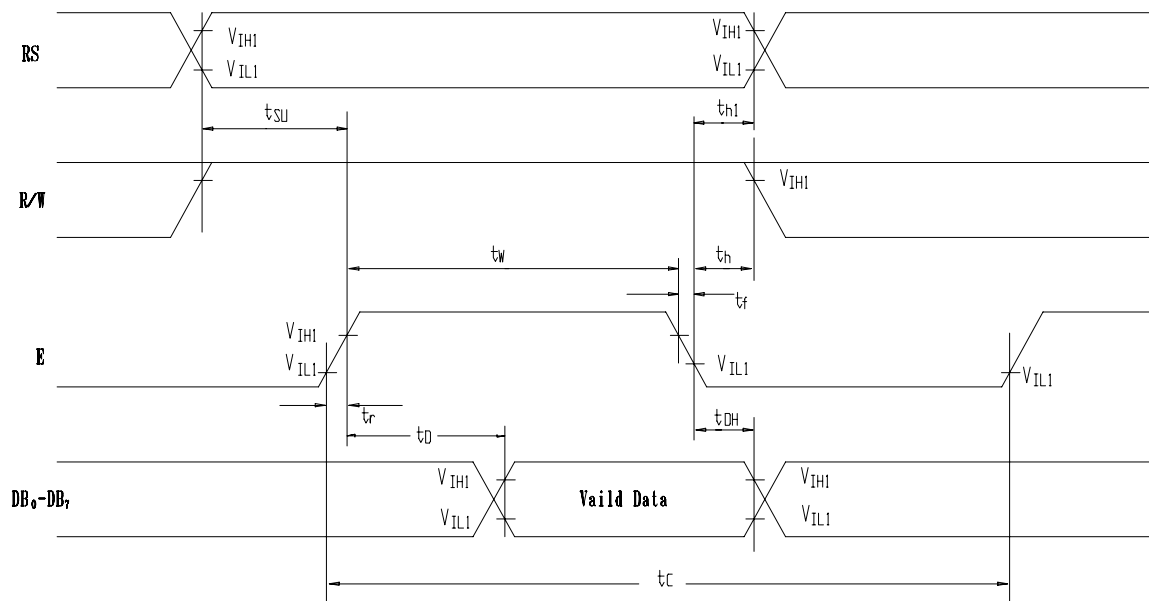 RS
VIH1
VIL1
VIH1
VIL1
tSU
th1
R/W
VIH1
tW
th
tf
E
VIH1
VIL1
VIL1
VIL1
tr
tD
tDH
DB₀-DB₇
VIH1
VIL1
Vaild Data
VIH1
VIL1
tC